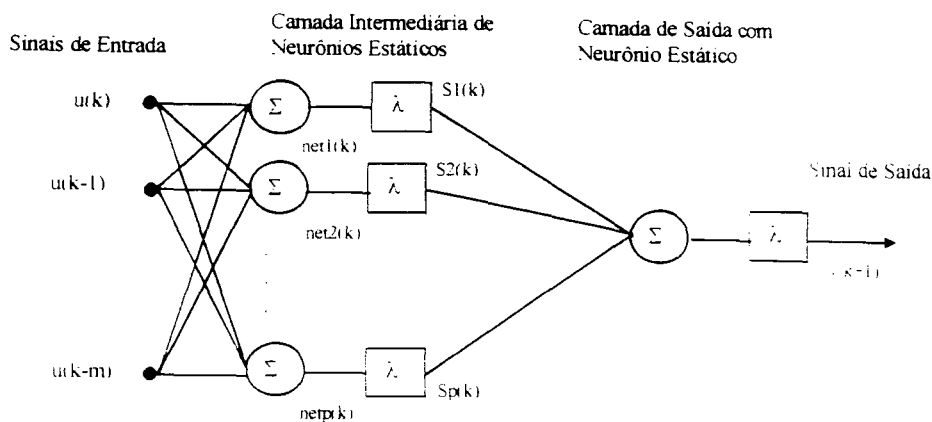 Camada Intermediária de
Neurônios Estáticos
Camada de Saída com
Neurônio Estático
Sinais de Entrada
u(k)
Σ
λ
S1(k)
net1(k)
u(k-1)
Σ
λ
S2(k)
net2(k)
Sinal de Saída
Σ
λ
u(k-m)
Σ
λ
Sp(k)
netp(k)